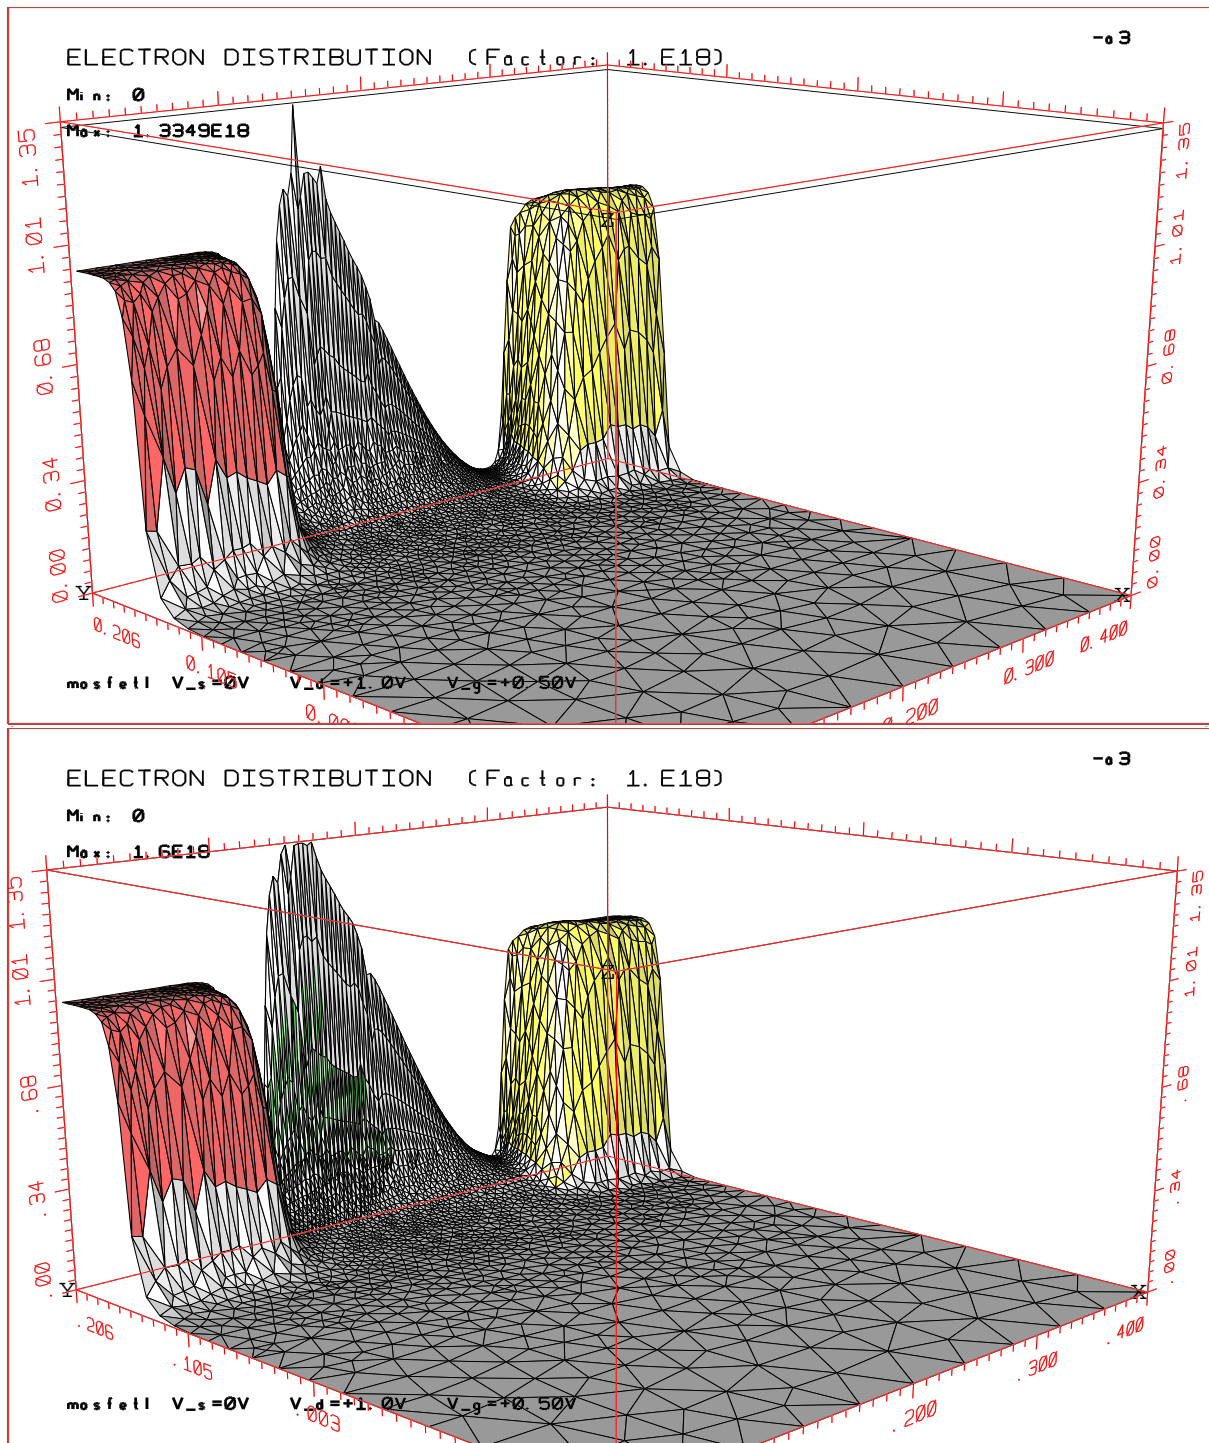 -a3
ELECTRON DISTRIBUTION (Factor: 1. E18)
Min: 0
Max: 1.3349E18
1.35
1.01
0.68
0.34
0.00
1.35
1.01
0.68
0.34
0.00
Z
Y
X
0.206
0.105
0.400
0.300
0.200
mosfet1 V_s=0V V_d=+1.0V V_g=+0.50V
-a3
ELECTRON DISTRIBUTION (Factor: 1. E18)
Min: 0
Max: 1.6E18
1.35
1.01
.68
.34
.00
1.35
1.01
.68
.34
.00
Z
Y
X
.206
.105
.003
.400
.300
.200
mosfet1 V_s=0V V_d=+1.0V V_g=+0.50V